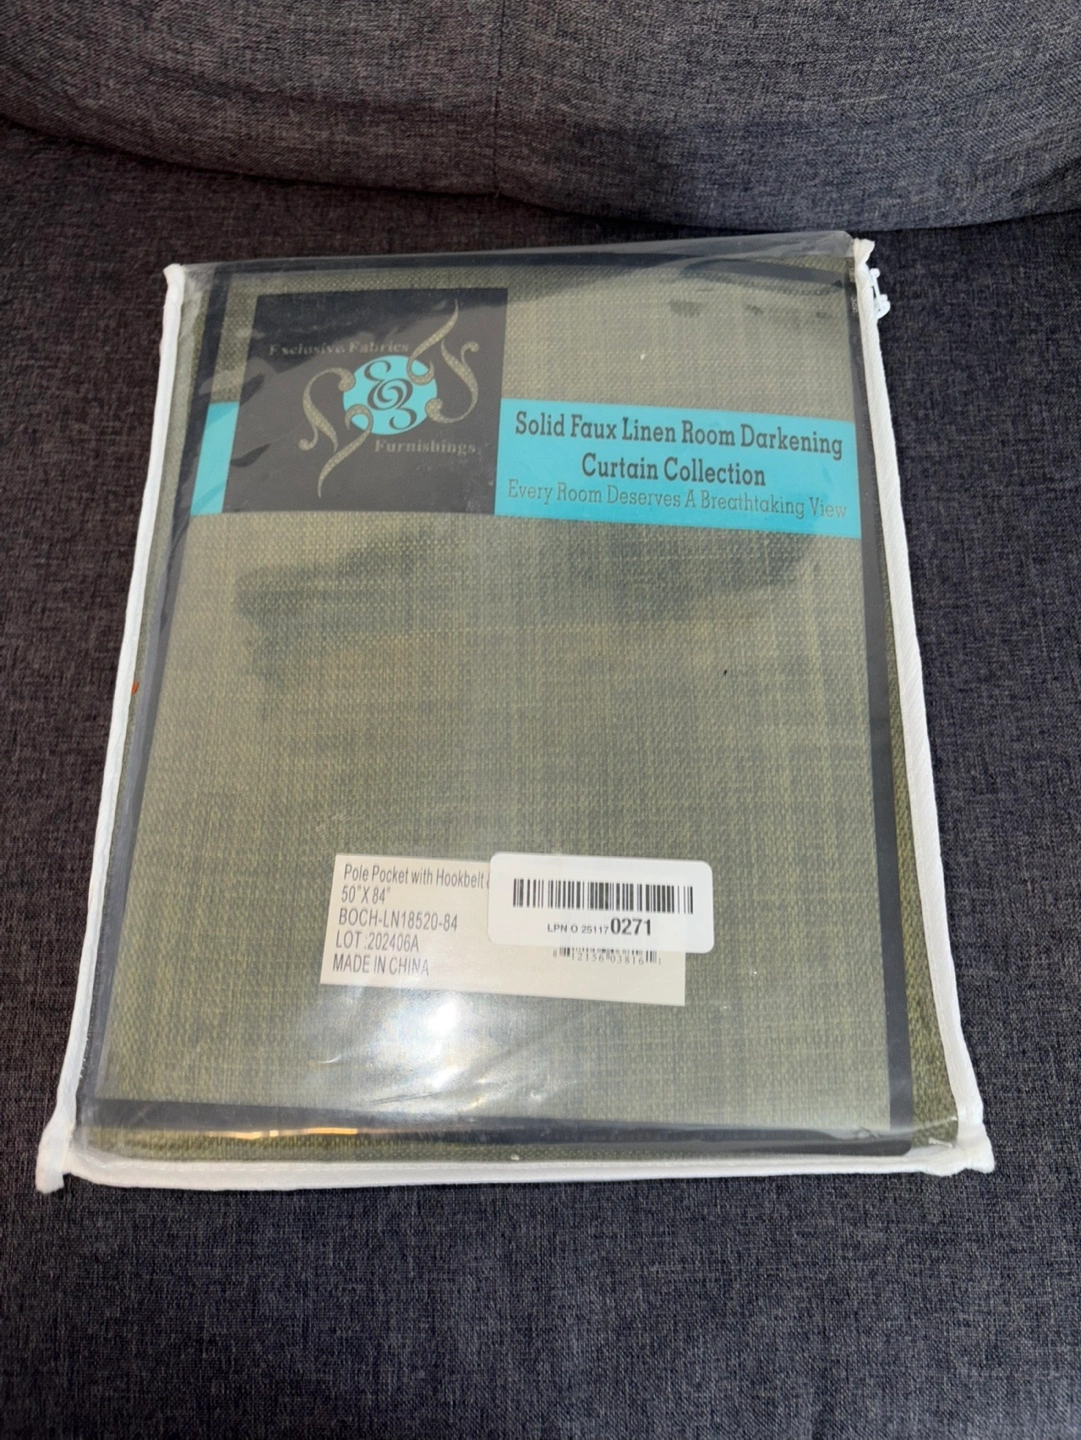 Exclusive Fabrics
&
Furnishings
Solid Faux Linen Room Darkening
Curtain Collection
Every Room Deserves A Breathtaking View
Pole Pocket with Hookbelt
50"X 84"
BOCH-LN18520-84
LOT :202406A
MADE IN CHINA
LPN O 25117 0271